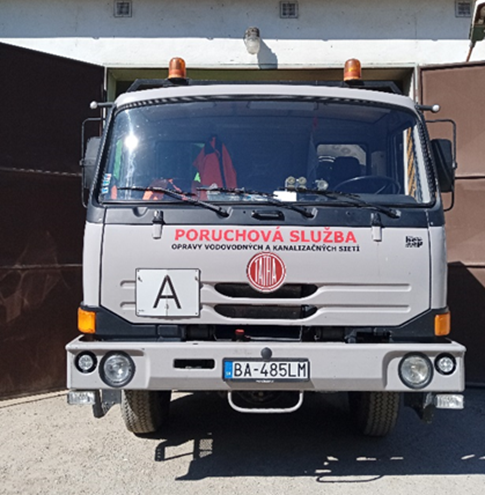 PORUCHOVÁ SLUŽBA
OPRAVY VODOVODNÝCH A KANALIZAČNÝCH SIETÍ
TATRA
A
BA-485LM